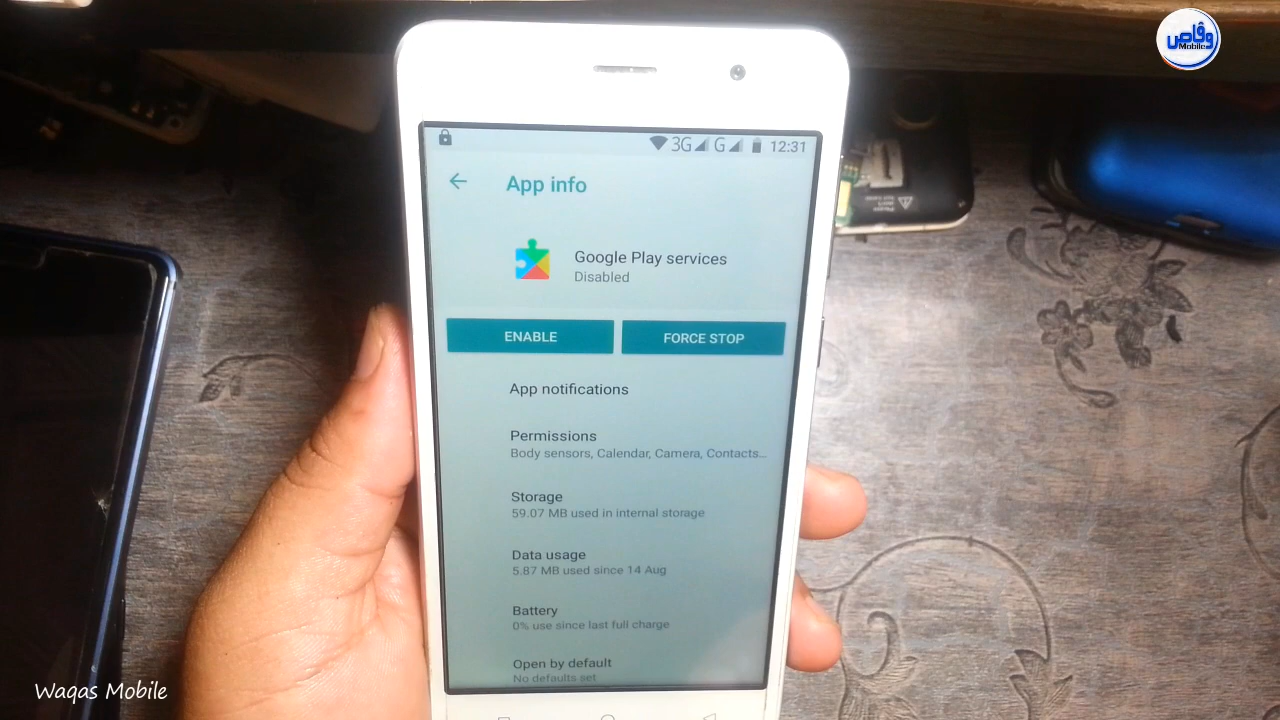 وقاص
Mobile
3G G 12:31
App info
Google Play services
Disabled
ENABLE FORCE STOP
App notifications
Permissions
Body sensors, Calendar, Camera, Contacts...
Storage
59.07 MB used in internal storage
Data usage
5.87 MB used since 14 Aug
Battery
0% use since last full charge
Open by default
No defaults set
Waqas Mobile